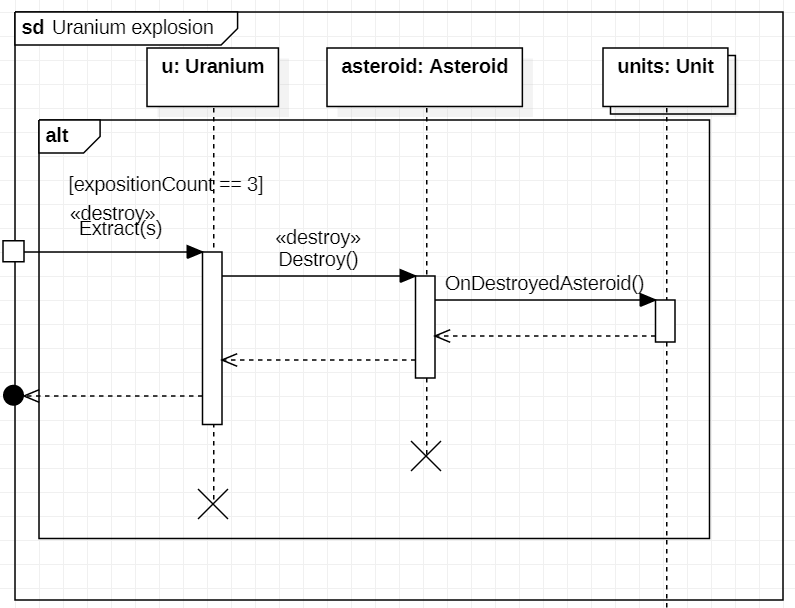 sd Uranium explosion
u: Uranium
asteroid: Asteroid
units: Unit
alt
[expositionCount == 3]
«destroy»
Extract(s)
«destroy»
Destroy()
OnDestroyedAsteroid()